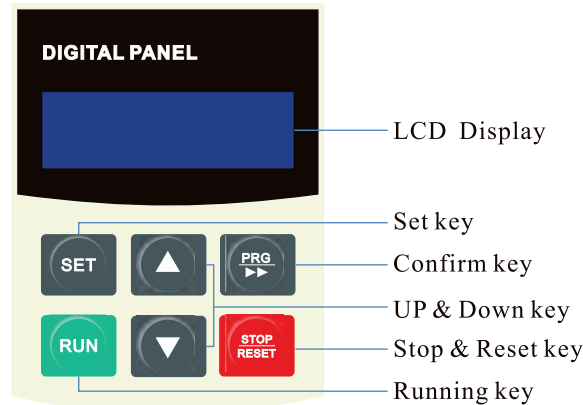 DIGITAL PANEL
LCD Display
Set key
SET
PRG
Confirm key
UP & Down key
RUN
STOP
RESET
Stop & Reset key
Running key